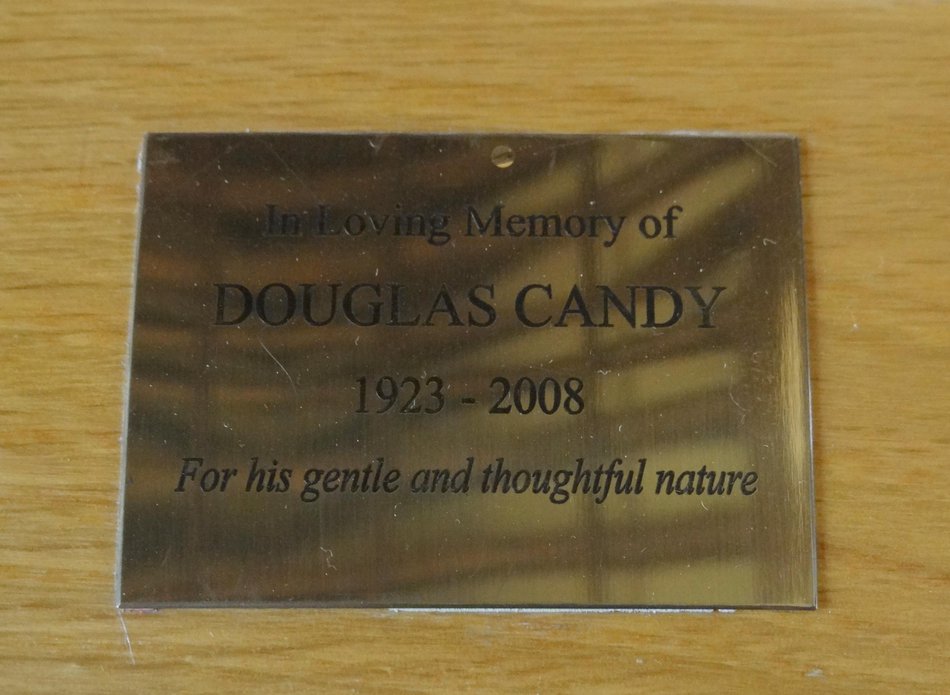 In Loving Memory of
DOUGLAS CANDY
1923 - 2008
For his gentle and thoughtful nature